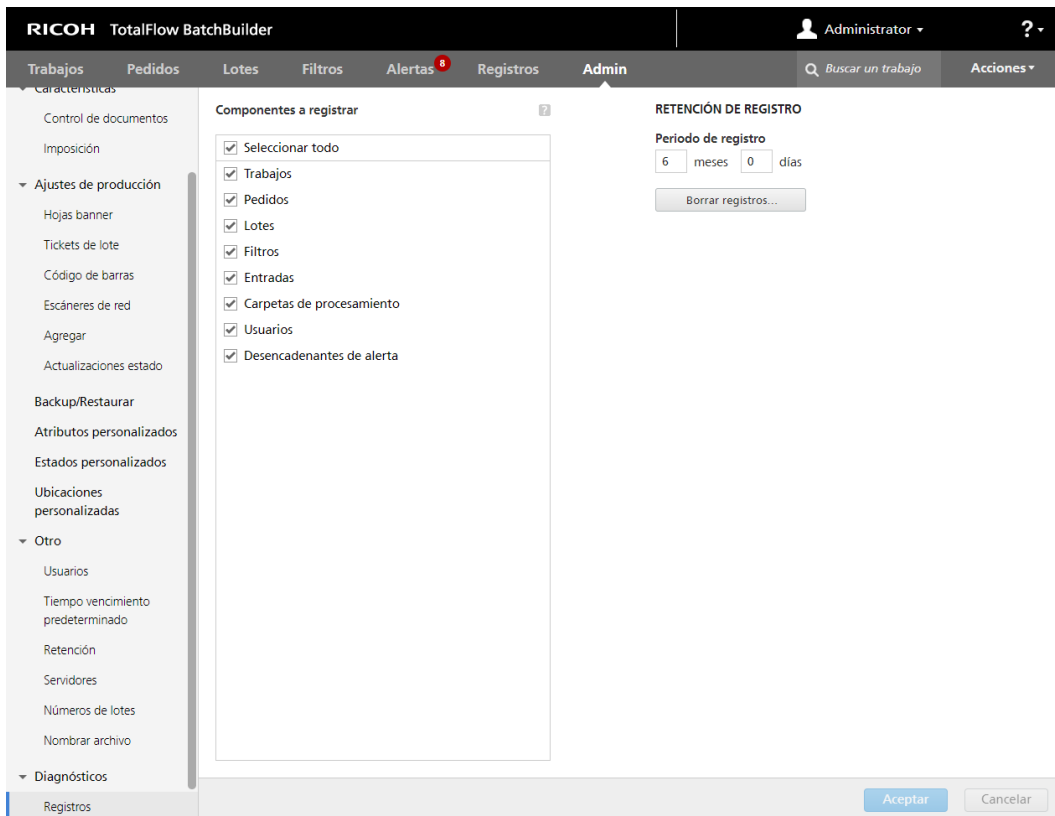 RICOH TotalFlow BatchBuilder
Administrator
?
Trabajos Pedidos Lotes Filtros Alertas 8 Registros Admin
Buscar un trabajo
Acciones
Características
Control de documentos
Imposición
Ajustes de producción
Hojas banner
Tickets de lote
Código de barras
Escáneres de red
Agregar
Actualizaciones estado
Backup/Restaurar
Atributos personalizados
Estados personalizados
Ubicaciones
personalizadas
Otro
Usuarios
Tiempo vencimiento
predeterminado
Retención
Servidores
Números de lotes
Nombrar archivo
Diagnósticos
Registros
Componentes a registrar
?
Seleccionar todo
Trabajos
Pedidos
Lotes
Filtros
Entradas
Carpetas de procesamiento
Usuarios
Desencadenantes de alerta
RETENCIÓN DE REGISTRO
Periodo de registro
6 meses 0 días
Borrar registros...
Aceptar
Cancelar